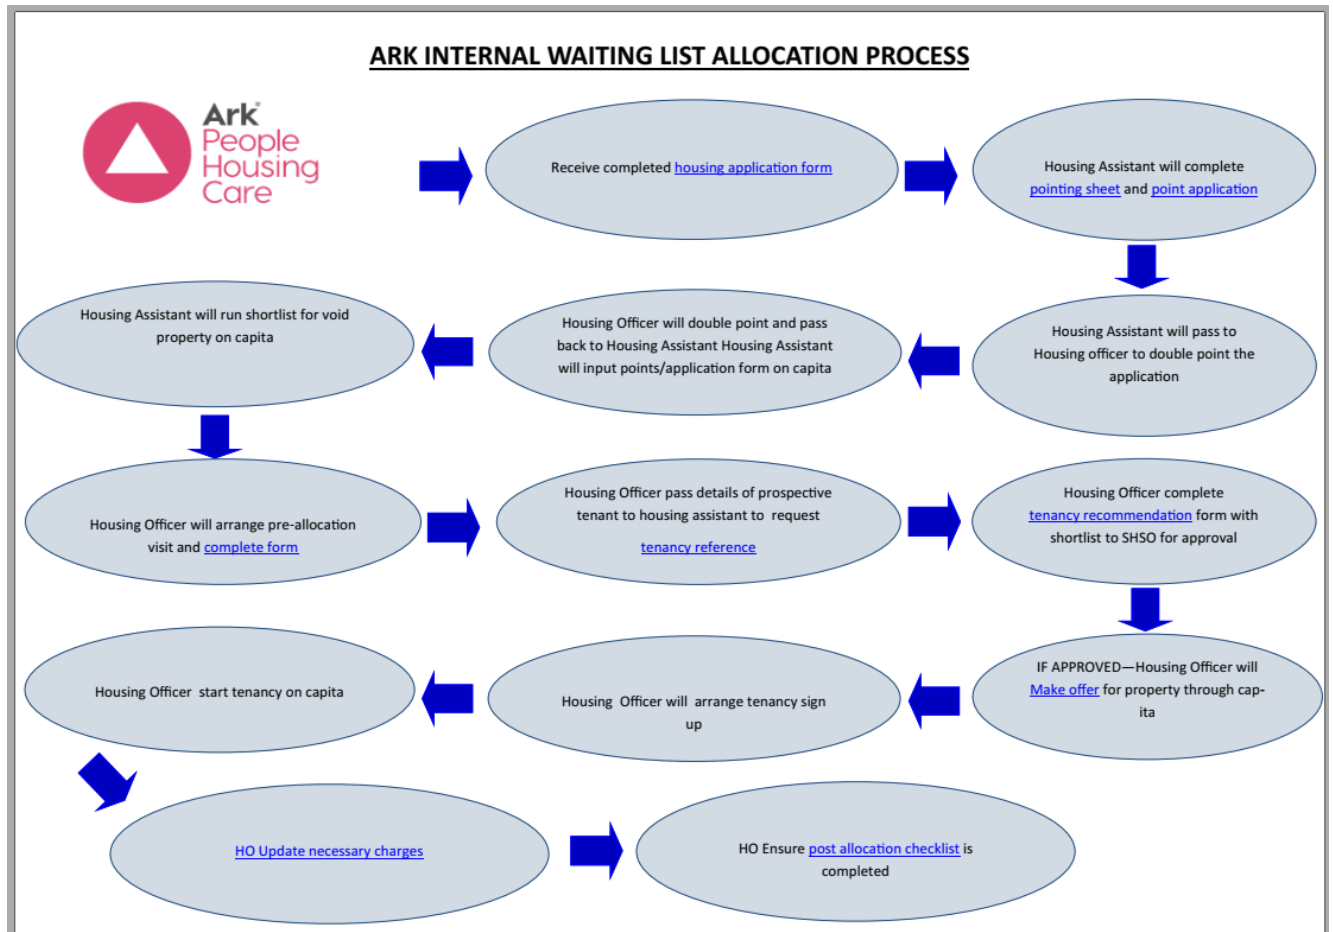 ARK INTERNAL WAITING LIST ALLOCATION PROCESS
Ark®
People
Housing
Care
Receive completed housing application form
Housing Assistant will complete
pointing sheet and point application
Housing Assistant will pass to
Housing officer to double point the
application
Housing Officer will double point and pass
back to Housing Assistant Housing Assistant
will input points/application form on capita
Housing Assistant will run shortlist for void
property on capita
Housing Officer will arrange pre-allocation
visit and complete form
Housing Officer pass details of prospective
tenant to housing assistant to  request
tenancy reference
Housing Officer complete
tenancy recommendation form with
shortlist to SHSO for approval
IF APPROVED—Housing Officer will
Make offer for property through cap-
ita
Housing  Officer will  arrange tenancy sign
up
Housing Officer  start tenancy on capita
HO Update necessary charges
HO Ensure post allocation checklist is
completed